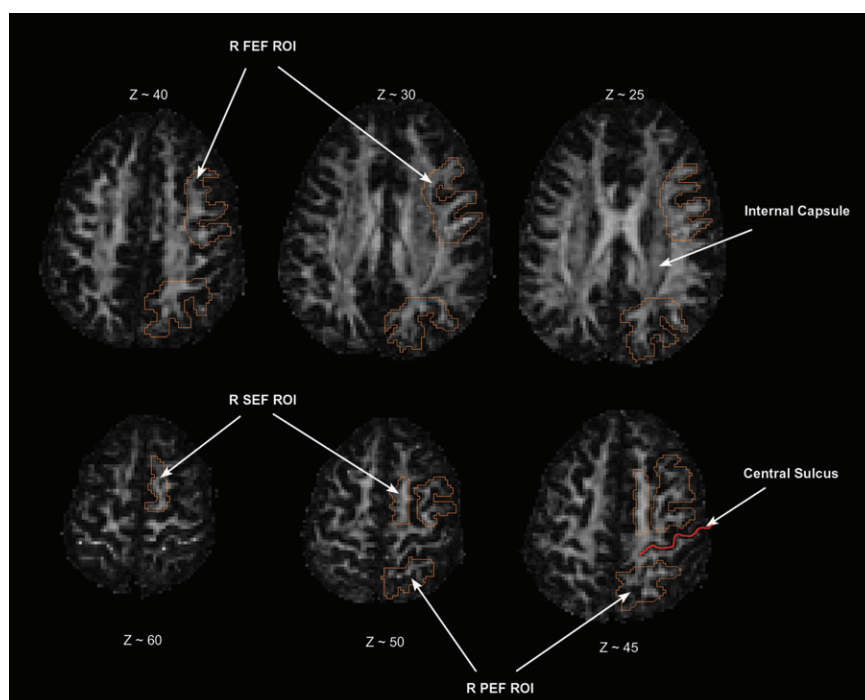 R FEF ROI
Z ~ 40
Z ~ 30
Z ~ 25
Internal Capsule
R SEF ROI
Central Sulcus
Z ~ 60
Z ~ 50
Z ~ 45
R PEF ROI